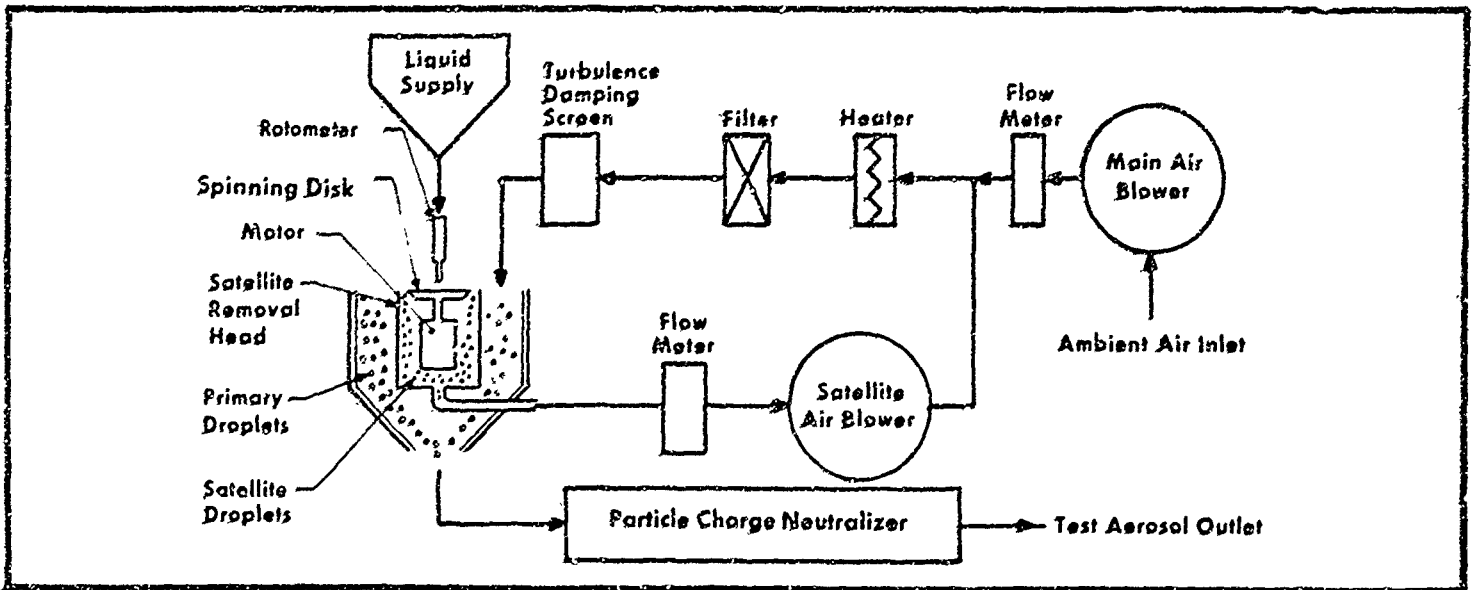 Liquid
Supply
Turbulence
Damping
Screen
Filter
Heater
Flow
Meter
Main Air
Blower
Rotometer
Spinning Disk
Motor
Satellite
Removal
Head
Primary
Droplets
Satellite
Droplets
Flow
Meter
Satellite
Air Blower
Ambient Air Inlet
Particle Charge Neutralizer
Test Aerosol Outlet